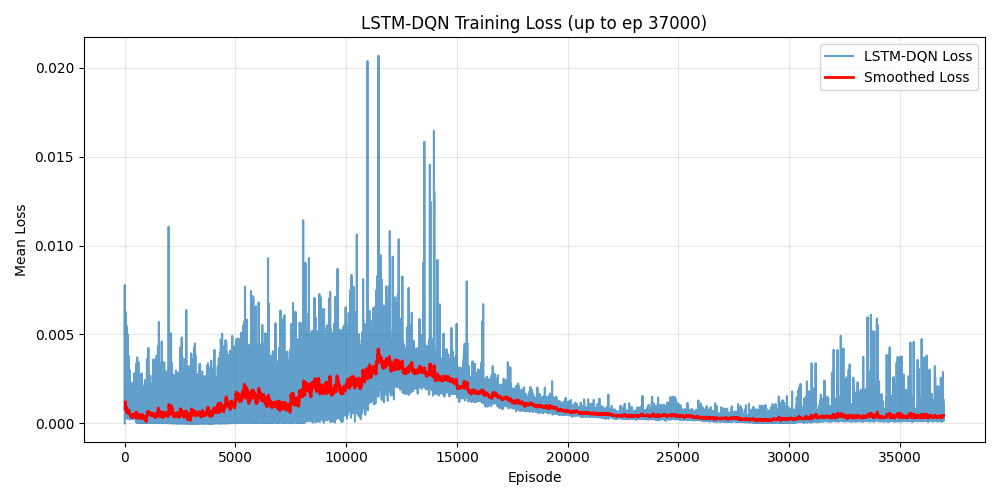 LSTM-DQN Training Loss (up to ep 37000)
LSTM-DQN Loss
Smoothed Loss
0.020
0.015
0.010
0.005
0.000
Mean Loss
0
5000
10000
15000
20000
25000
30000
35000
Episode